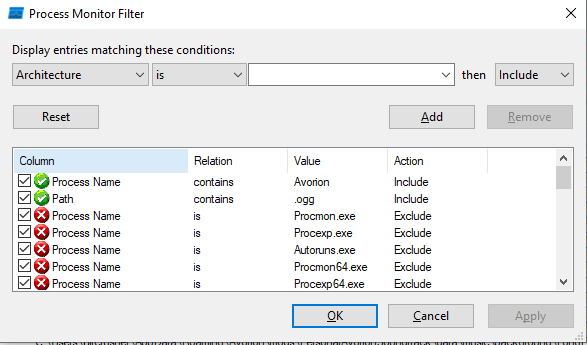 Process Monitor Filter
Display entries matching these conditions:
Architecture is then Include
Reset Add Remove
Column Relation Value Action
Process Name contains Avorion Include
Path contains .ogg Include
Process Name is Procmon.exe Exclude
Process Name is Procexp.exe Exclude
Process Name is Autoruns.exe Exclude
Process Name is Procmon64.exe Exclude
Process Name is Procexp64.exe Exclude
OK Cancel Apply